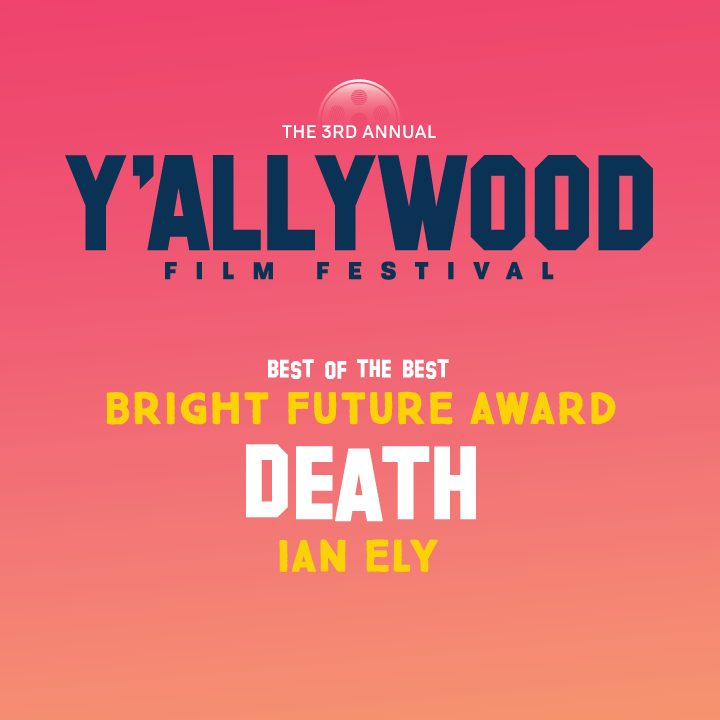 THE 3RD ANNUAL
Y'ALLYWOOD
FILM FESTIVAL
BEST OF THE BEST
BRIGHT FUTURE AWARD
DEATH
IAN ELY